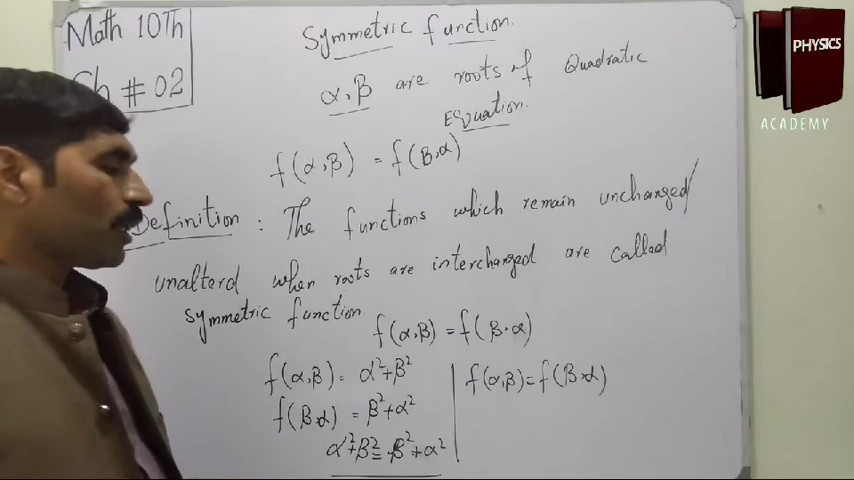 Math 10Th
Ch # 02
Symmetric function.
α,β are roots of Quadratic
Equation.
f(α,β) = f(β,α)
Definition : The functions which remain unchanged/
unalterd when roots are interchanged are called
symmetric function.
f(α,β) = f(β,α)
f(α,β) = α²+β²
f(β,α) = β²+α²
α²+β² = β²+α²
f(α,β) = f(β,α)
PHYSICS
ACADEMY